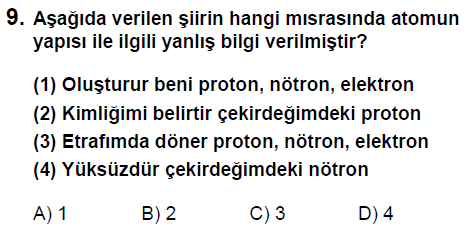 9. Aşağıda verilen şiirin hangi mısrasında atomun
yapısı ile ilgili yanlış bilgi verilmiştir?
(1) Oluşturur beni proton, nötron, elektron
(2) Kimliğimi belirtir çekirdeğimdeki proton
(3) Etrafımda döner proton, nötron, elektron
(4) Yüksüzdür çekirdeğimdeki nötron
A) 1 B) 2 C) 3 D) 4